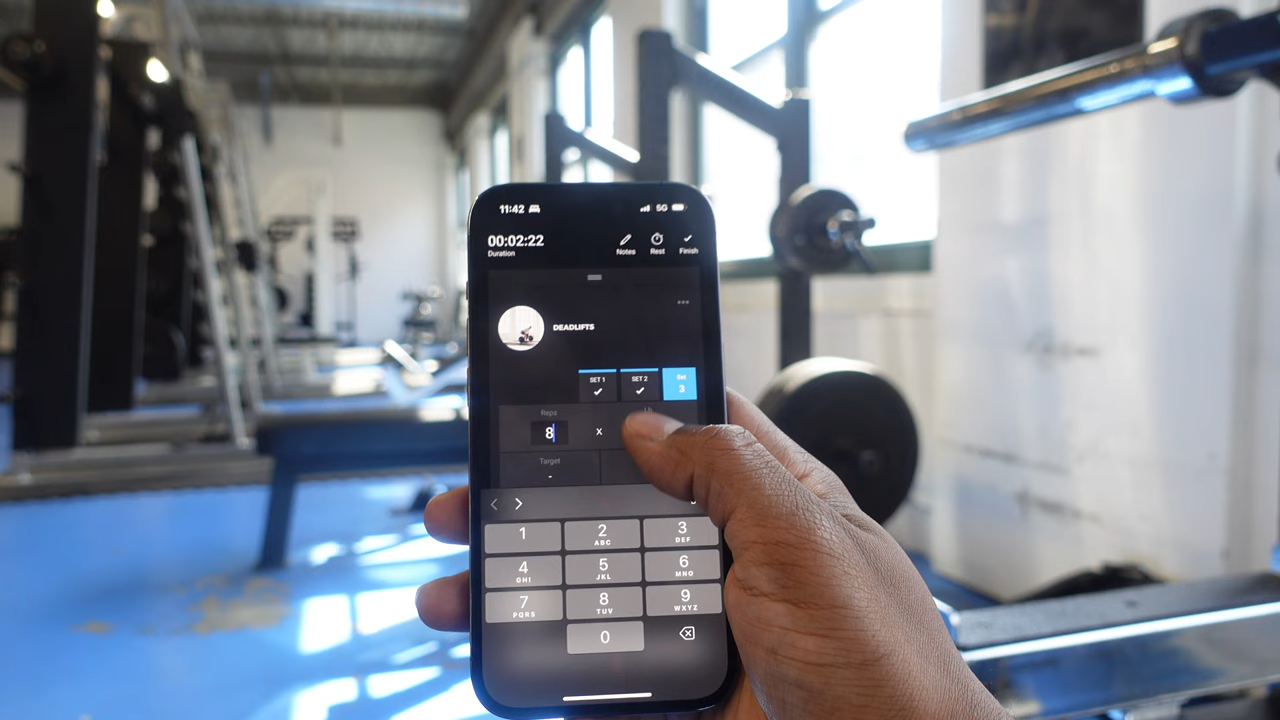 11:42 5G
00:02:22
Duration
Notes Rest Finish
DEADLIFTS
SET 1 SET 2 Set
3
Reps
8 x
Target
-
1 2 3
ABC DEF
4 5 6
GHI JKL MNO
7 8 9
PQRS TUV WXYZ
0